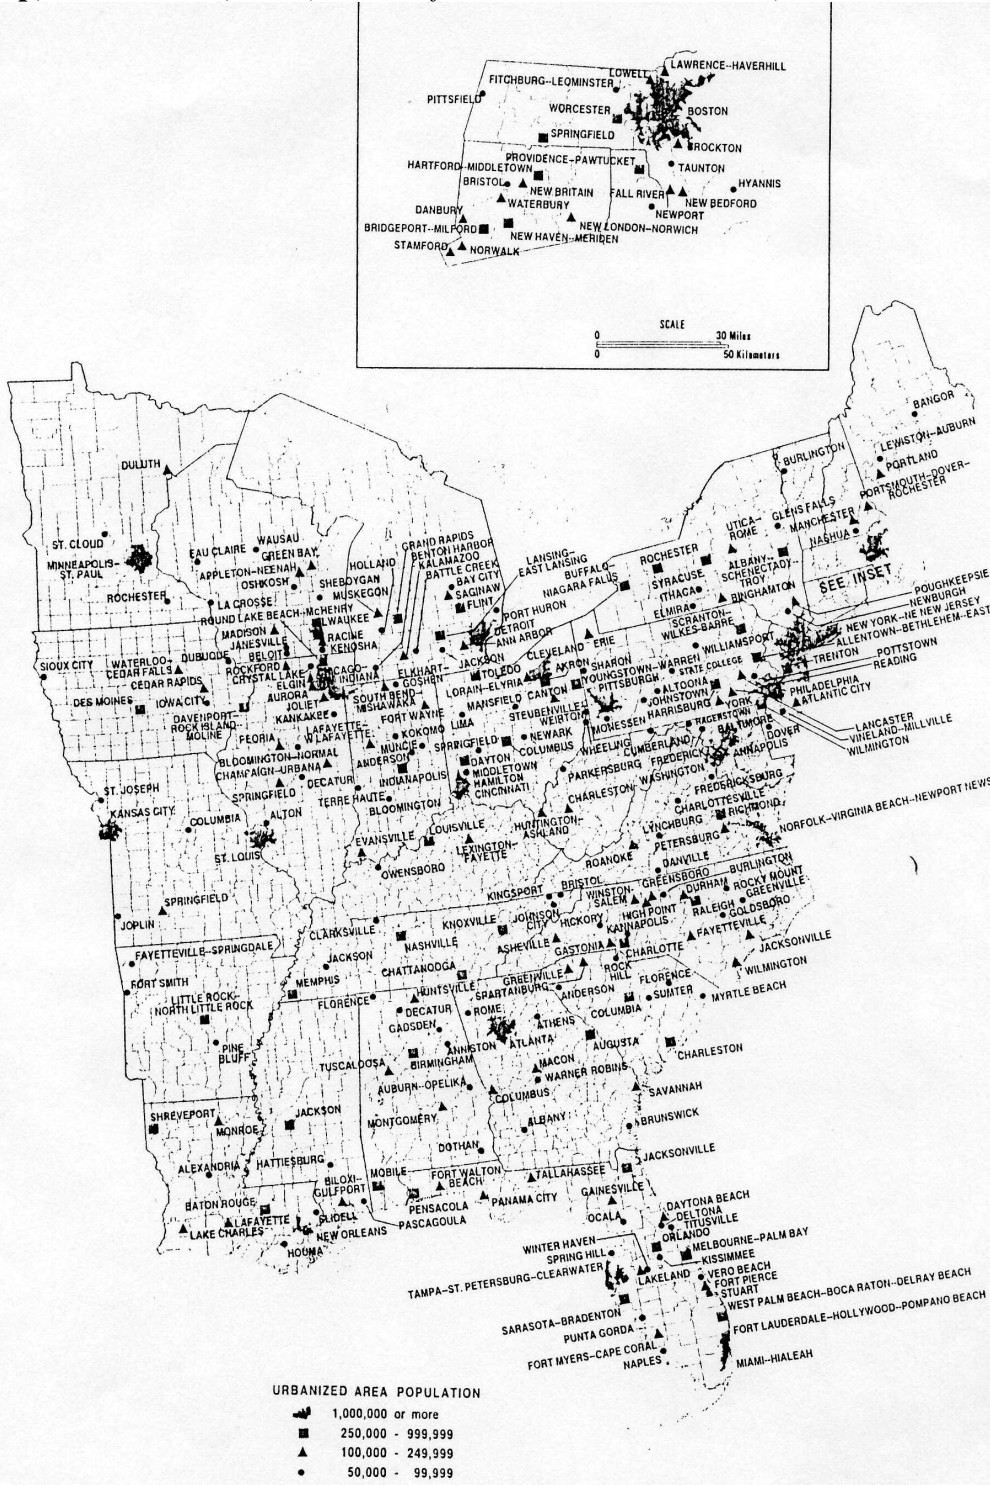 LAWRENCE--HAVERHILL
LOWELL
FITCHBURG--LEOMINSTER
PITTSFIELD
WORCESTER
BOSTON
SPRINGFIELD
BROCKTON
PROVIDENCE--PAWTUCKET
HARTFORD--MIDDLETOWN
TAUNTON
BRISTOL
NEW BRITAIN
FALL RIVER
HYANNIS
WATERBURY
NEW BEDFORD
DANBURY
NEWPORT
BRIDGEPORT--MILFORD
NEW LONDON--NORWICH
NEW HAVEN--MERIDEN
STAMFORD
NORWALK
SCALE
0 30 Miles
0 50 Kilometers
BANGOR
LEWISTON--AUBURN
BURLINGTON
PORTLAND
PORTSMOUTH--DOVER--
ROCHESTER
GLENS FALLS
MANCHESTER
NASHUA
UTICA--
ROME
ALBANY--
SCHENECTADY--
TROY
SEE INSET
DULUTH
ST. CLOUD
MINNEAPOLIS--
ST. PAUL
ROCHESTER
EAU CLAIRE
WAUSAU
GREEN BAY
APPLETON--NEENAH
OSHKOSH
SHEBOYGAN
HOLLAND
MUSKEGON
GRAND RAPIDS
BENTON HARBOR
KALAMAZOO
BATTLE CREEK
BAY CITY
SAGINAW
FLINT
LANSING--
EAST LANSING
PORT HURON
DETROIT
ANN ARBOR
BUFFALO--
NIAGARA FALLS
ROCHESTER
SYRACUSE
ITHACA
ELMIRA
BINGHAMTON
SCRANTON--
WILKES-BARRE
POUGHKEEPSIE
NEWBURGH
NEW YORK--NE NEW JERSEY
ALLENTOWN--BETHLEHEM--EAST
POTTSTOWN
READING
TRENTON
LA CROSSE
ROUND LAKE BEACH--McHENRY
MADISON
MILWAUKEE
RACINE
KENOSHA
JANESVILLE
BELOIT
ROCKFORD
CRYSTAL LAKE
ELGIN
CHICAGO--
INDIANA
AURORA
JOLIET
KANKAKEE
SIOUX CITY
WATERLOO--
CEDAR FALLS
DUBUQUE
CEDAR RAPIDS
DES MOINES
IOWA CITY
DAVENPORT--
ROCK ISLAND--
MOLINE
PEORIA
BLOOMINGTON--NORMAL
CHAMPAIGN--URBANA
SPRINGFIELD
DECATUR
LAFAYETTE--
W LAFAYETTE
SOUTH BEND--
MISHAWAKA
ELKHART--
GOSHEN
FORT WAYNE
KOKOMO
MUNCIE
ANDERSON
INDIANAPOLIS
TERRE HAUTE
BLOOMINGTON
JACKSON
TOLEDO
LORAIN--ELYRIA
CLEVELAND
ERIE
AKRON
SHARON
YOUNGSTOWN--WARREN
CANTON
MANSFIELD
LIMA
SPRINGFIELD
DAYTON
MIDDLETOWN
HAMILTON
CINCINNATI
NEWARK
COLUMBUS
STEUBENVILLE--
WEIRTON
PITTSBURGH
MONESSEN
WHEELING
PARKERSBURG
WILLIAMSPORT
STATE COLLEGE
ALTOONA
JOHNSTOWN
HARRISBURG
YORK
PHILADELPHIA
ATLANTIC CITY
LANCASTER
VINELAND--MILLVILLE
WILMINGTON
HAGERSTOWN
BALTIMORE
DOVER
ANNAPOLIS
CUMBERLAND
FREDERICK
WASHINGTON
FREDERICKSBURG
CHARLOTTESVILLE
RICHMOND
NORFOLK--VIRGINIA BEACH--NEWPORT NEWS
LYNCHBURG
PETERSBURG
ROANOKE
DANVILLE
ST. JOSEPH
KANSAS CITY
COLUMBIA
ALTON
ST. LOUIS
SPRINGFIELD
JOPLIN
EVANSVILLE
OWENSBORO
LOUISVILLE
LEXINGTON--
FAYETTE
HUNTINGTON--
ASHLAND
CHARLESTON
CLARKSVILLE
NASHVILLE
KNOXVILLE
KINGSPORT
BRISTOL
JOHNSON
CITY
WINSTON-
SALEM
GREENSBORO
BURLINGTON
DURHAM
ROCKY MOUNT
GREENVILLE
RALEIGH
GOLDSBORO
HIGH POINT
HICKORY
KANNAPOLIS
ASHEVILLE
GASTONIA
CHARLOTTE
FAYETTEVILLE
JACKSONVILLE
WILMINGTON
ROCK
HILL
FAYETTEVILLE--SPRINGDALE
FORT SMITH
LITTLE ROCK--
NORTH LITTLE ROCK
PINE
BLUFF
JACKSON
MEMPHIS
CHATTANOOGA
FLORENCE
HUNTSVILLE
DECATUR
GADSDEN
ROME
GREENVILLE
SPARTANBURG
ANDERSON
FLORENCE
SUMTER
COLUMBIA
MYRTLE BEACH
ATHENS
ATLANTA
ANNISTON
BIRMINGHAM
TUSCALOOSA
AUGUSTA
CHARLESTON
MACON
WARNER ROBINS
AUBURN--OPELIKA
COLUMBUS
SAVANNAH
MONTGOMERY
ALBANY
BRUNSWICK
DOTHAN
SHREVEPORT
MONROE
JACKSON
ALEXANDRIA
HATTIESBURG
BILOXI--
GULFPORT
MOBILE
FORT WALTON
BEACH
TALLAHASSEE
JACKSONVILLE
PENSACOLA
PANAMA CITY
GAINESVILLE
PASCAGOULA
BATON ROUGE
LAFAYETTE
LAKE CHARLES
SLIDELL
NEW ORLEANS
HOUMA
OCALA
DAYTONA BEACH
DELTONA
TITUSVILLE
ORLANDO
MELBOURNE--PALM BAY
KISSIMMEE
WINTER HAVEN
SPRING HILL
TAMPA--ST. PETERSBURG--CLEARWATER
LAKELAND
VERO BEACH
FORT PIERCE
STUART
WEST PALM BEACH--BOCA RATON--DELRAY BEACH
SARASOTA--BRADENTON
PUNTA GORDA
FORT LAUDERDALE--HOLLYWOOD--POMPANO BEACH
FORT MYERS--CAPE CORAL
NAPLES
MIAMI--HIALEAH
URBANIZED AREA POPULATION
1,000,000 or more
250,000 - 999,999
100,000 - 249,999
50,000 - 99,999